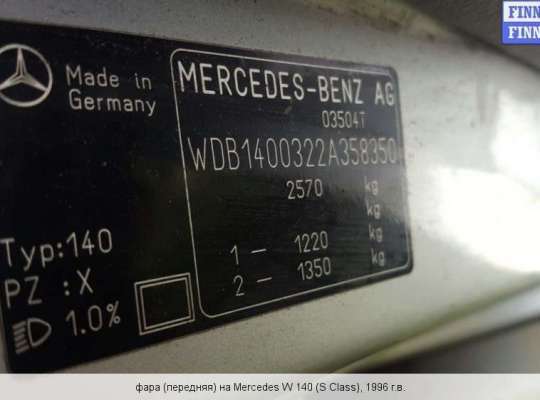 FINN
FINN
Made in
Germany
MERCEDES-BENZ AG
03504T
WDB1400322A358350
2570 kg
kg
1 – 1220 kg
2 – 1350 kg
Typ:140
PZ :X
1.0%
фара (передняя) на Mercedes W 140 (S Class), 1996 г.в.